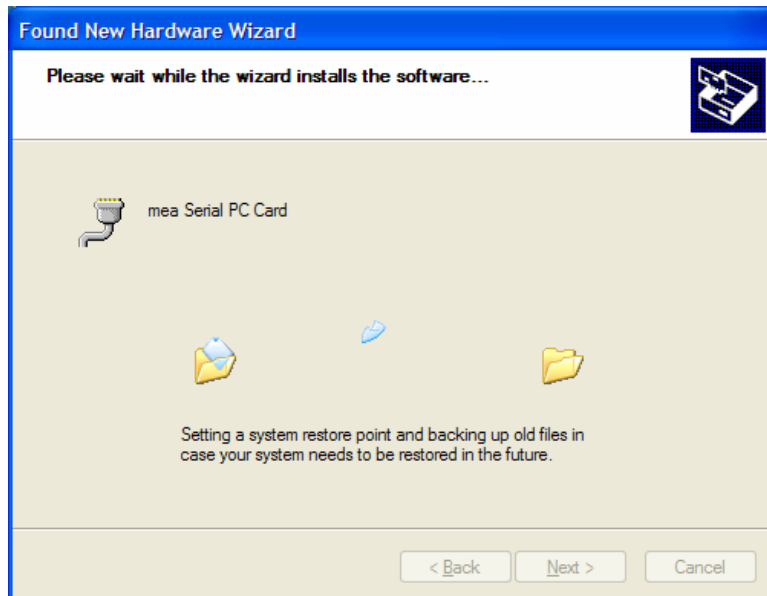 Found New Hardware Wizard
Please wait while the wizard installs the software...
mea Serial PC Card
Setting a system restore point and backing up old files in
case your system needs to be restored in the future.
< Back
Next >
Cancel